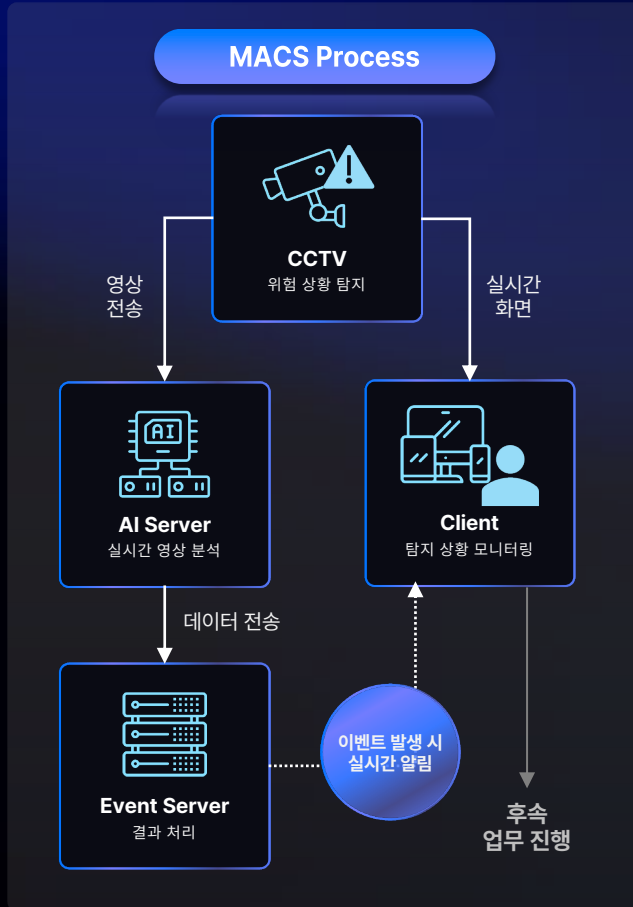 MACS Process
CCTV
위험 상황 탐지
영상
전송
실시간
화면
AI
AI Server
실시간 영상 분석
Client
탐지 상황 모니터링
데이터 전송
이벤트 발생 시
실시간 알림
Event Server
결과 처리
후속
업무 진행